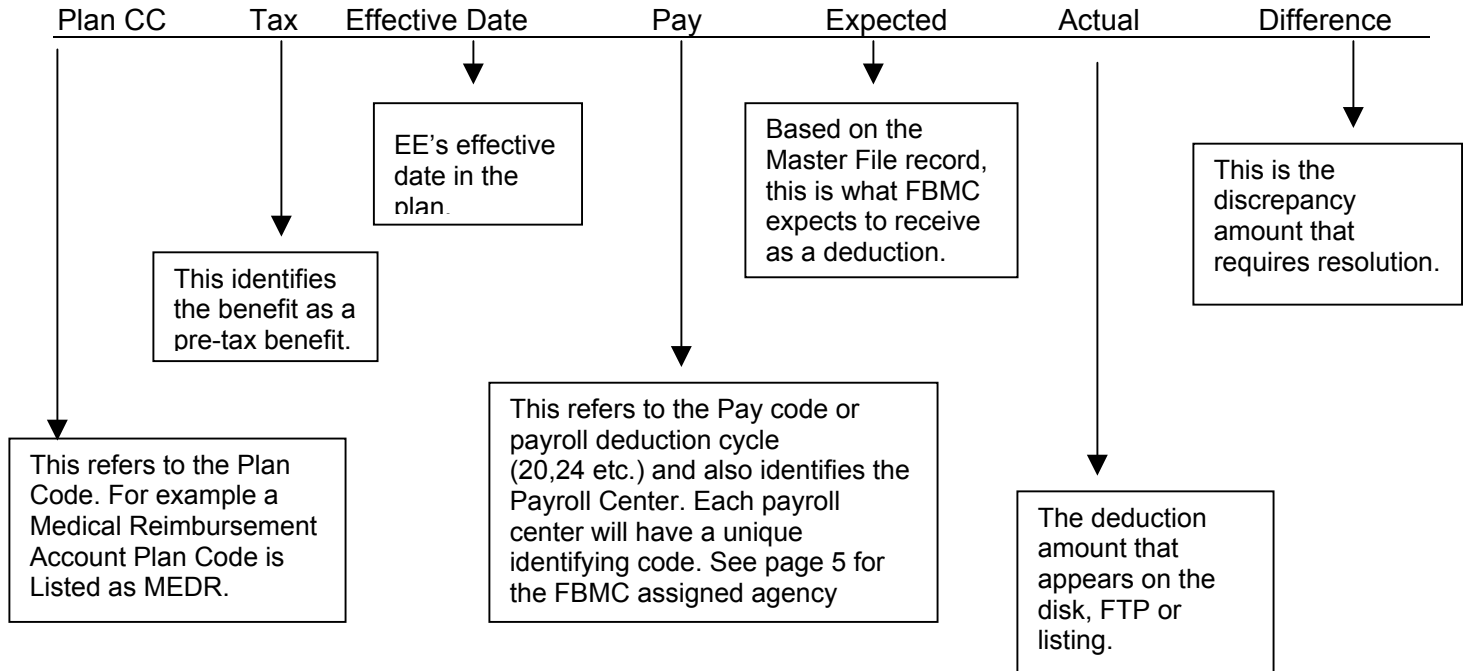 Plan CC Tax Effective Date Pay Expected Actual Difference
EE’s effective
date in the
plan.
Based on the
Master File record,
this is what FBMC
expects to receive
as a deduction.
This is the
discrepancy
amount that
requires resolution.
This identifies
the benefit as a
pre-tax benefit.
This refers to the Plan
Code. For example a
Medical Reimbursement
Account Plan Code is
Listed as MEDR.
This refers to the Pay code or
payroll deduction cycle
(20,24 etc.) and also identifies the
Payroll Center. Each payroll
center will have a unique
identifying code. See page 5 for
the FBMC assigned agency
The deduction
amount that
appears on the
disk, FTP or
listing.